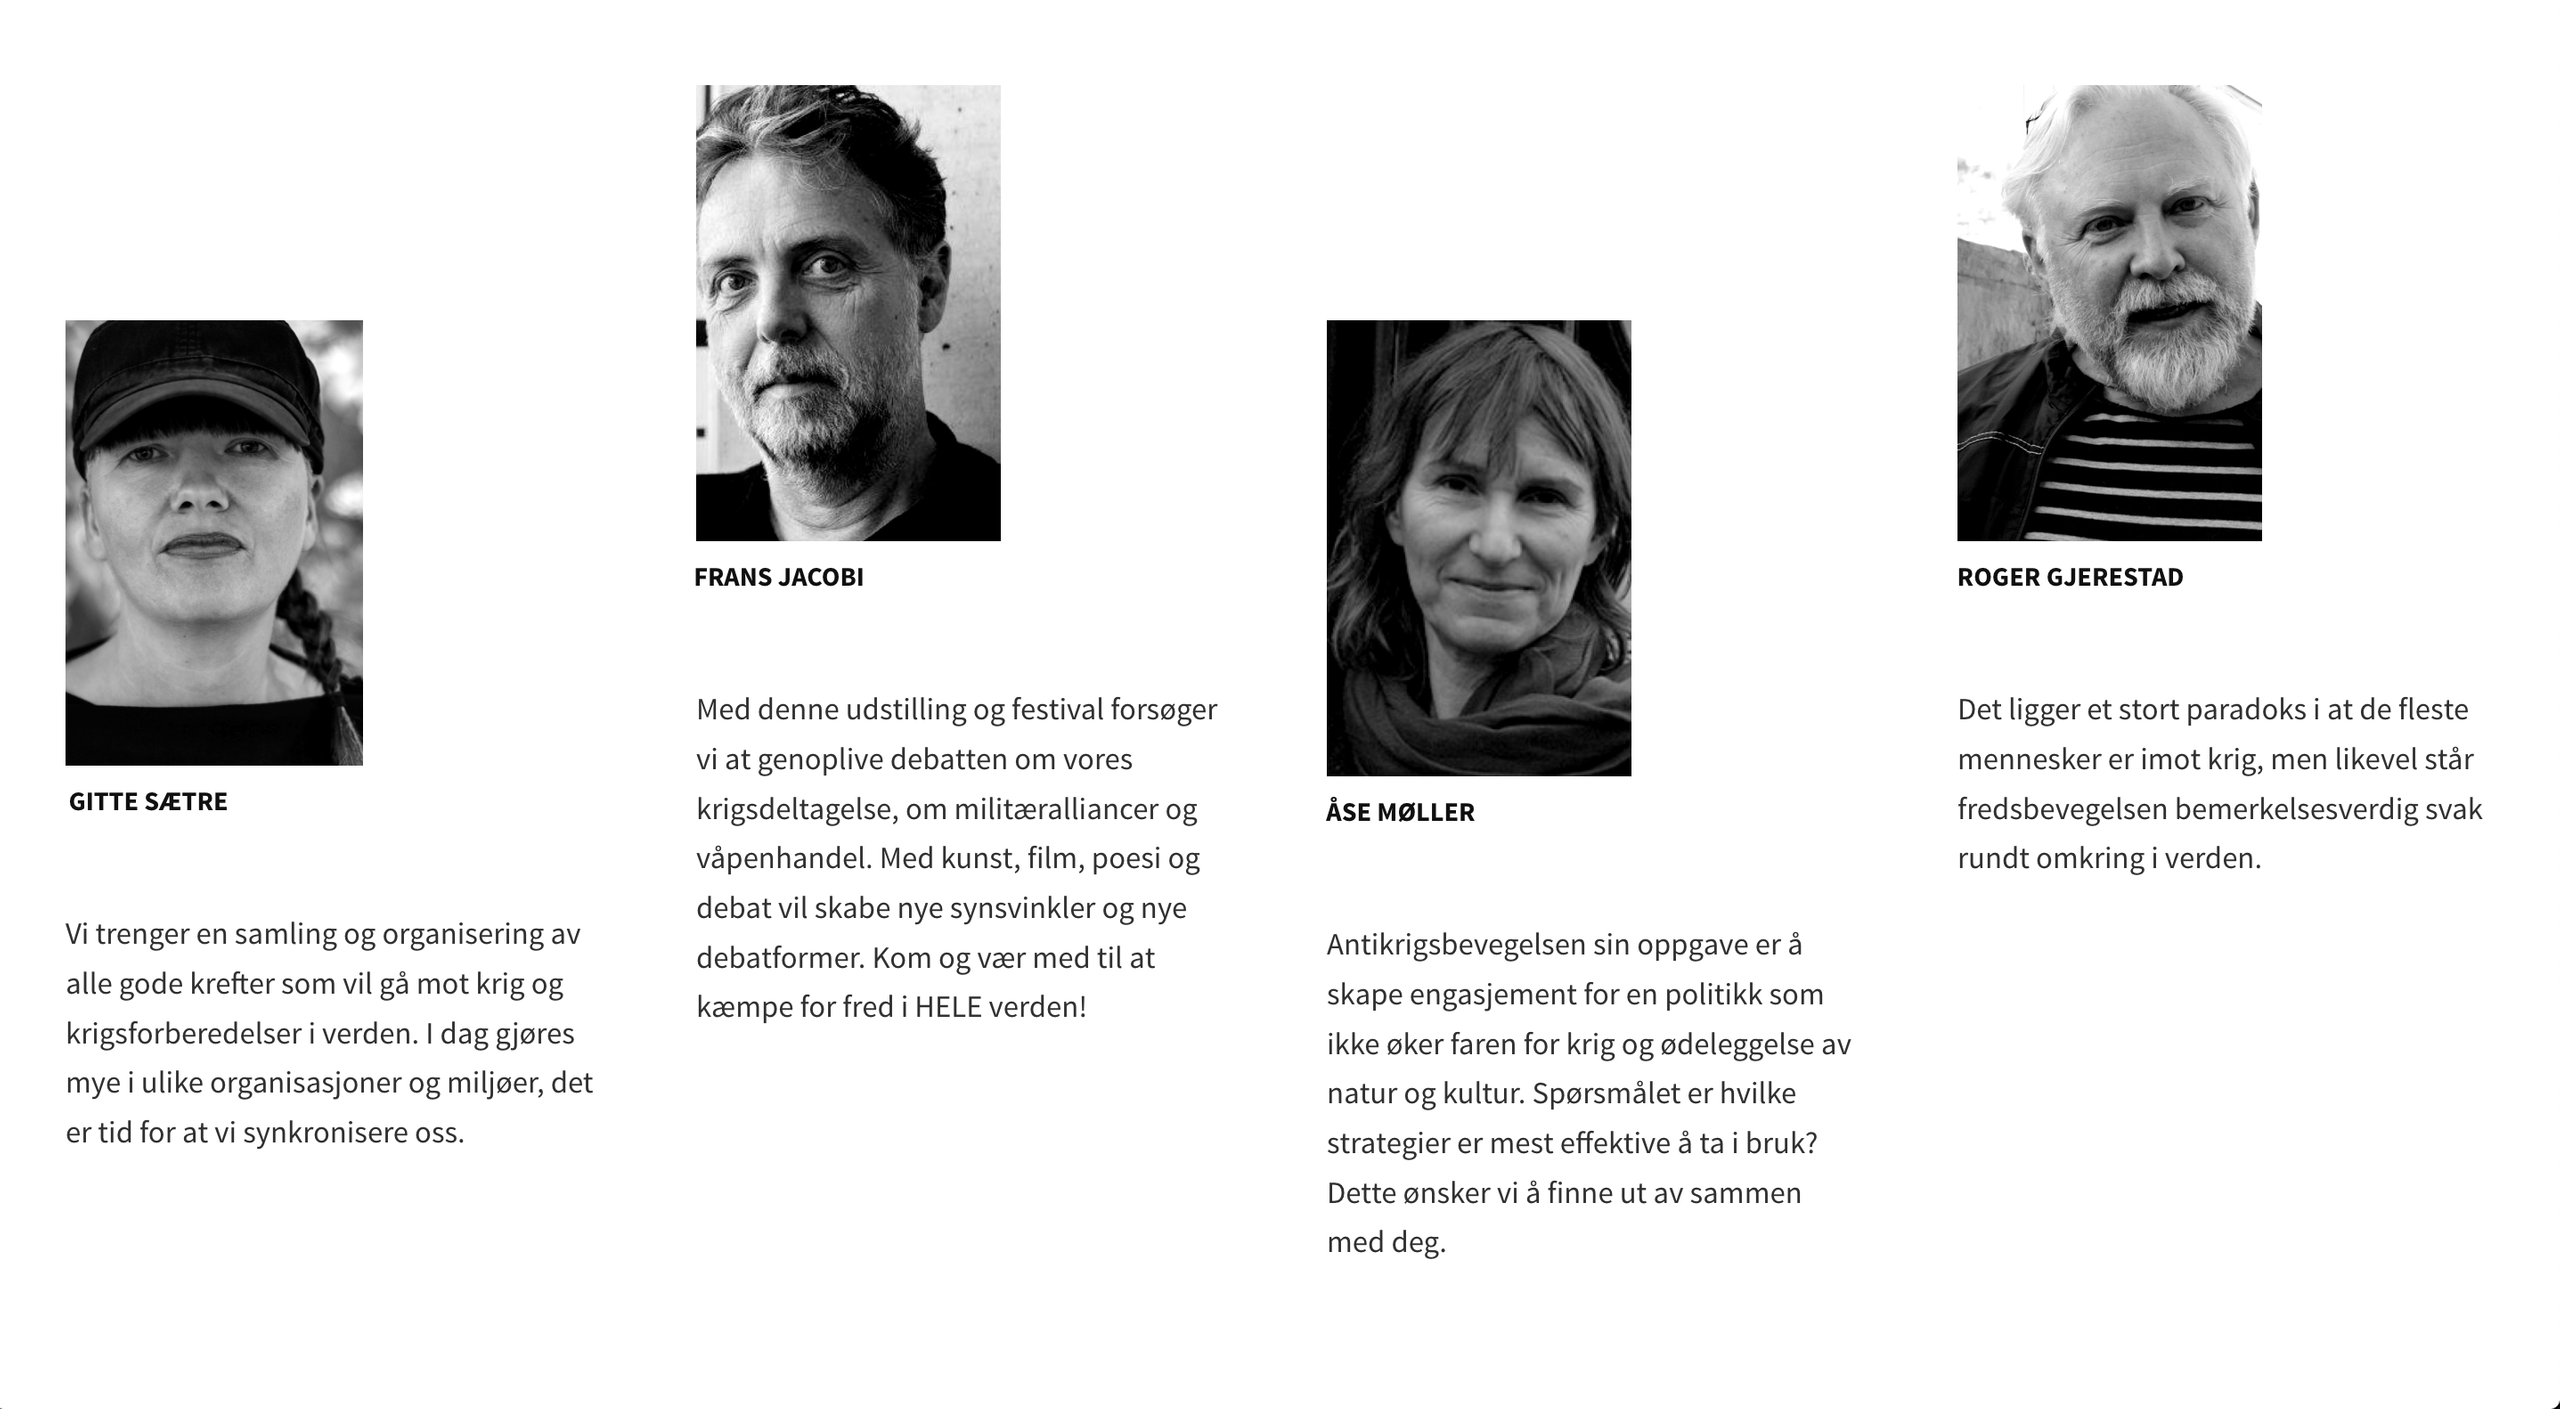 GITTE SÆTRE
Vi trenger en samling og organisering av
alle gode krefter som vil gå mot krig og
krigsforberedelser i verden. I dag gjøres
mye i ulike organisasjoner og miljøer, det
er tid for at vi synkronisere oss.
FRANS JACOBI
Med denne udstilling og festival forsøger
vi at genoplive debatten om vores
krigsdeltagelse, om militæralliancer og
våpenhandel. Med kunst, film, poesi og
debat vil skabe nye synsvinkler og nye
debatformer. Kom og vær med til at
kæmpe for fred i HELE verden!
ÅSE MØLLER
Antikrigsbevegelsen sin oppgave er å
skape engasjement for en politikk som
ikke øker faren for krig og ødeleggelse av
natur og kultur. Spørsmålet er hvilke
strategier er mest effektive å ta i bruk?
Dette ønsker vi å finne ut av sammen
med deg.
ROGER GJERESTAD
Det ligger et stort paradoks i at de fleste
mennesker er imot krig, men likevel står
fredsbevegelsen bemerkelsesverdig svak
rundt omkring i verden.